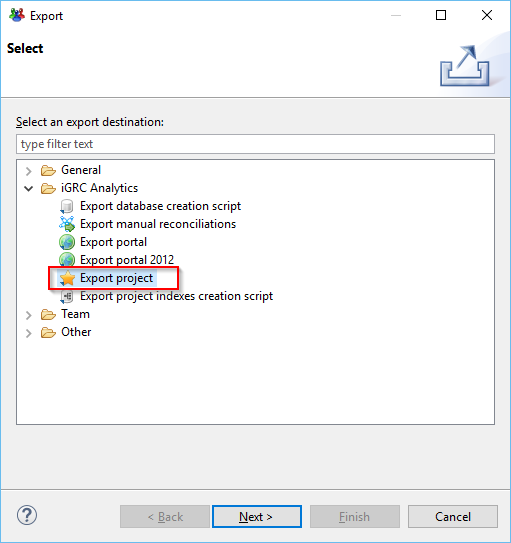 Export
Select
Select an export destination:
type filter text
General
iGRC Analytics
Export database creation script
Export manual reconciliations
Export portal
Export portal 2012
Export project
Export project indexes creation script
Team
Other
?
< Back
Next >
Finish
Cancel